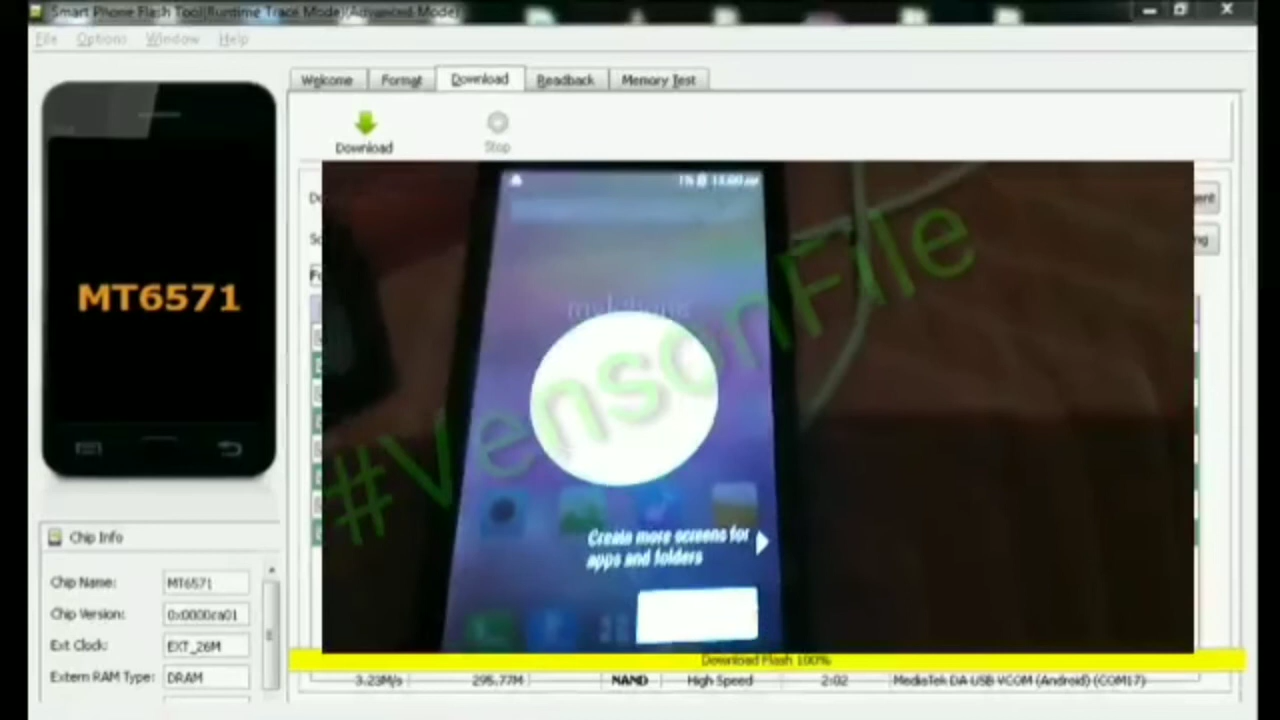 Smart Phone Flash Tool(Runtime Trace Mode)(Advanced Mode)
File Options Window Help
Welcome Format Download Readback Memory Test
Download Stop
MT6571
1% 
#VensonFile
Create more screens for
apps and folders
Chip Info
Chip Name: MT6571
Chip Version: 0x0000ca01
Ext Clock: EXT_26M
Extern RAM Type: DRAM
Download Flash 100%
3.23M/s 295.77M NAND High Speed 2:02 MediaTek DA USB VCOM (Android) (COM17)